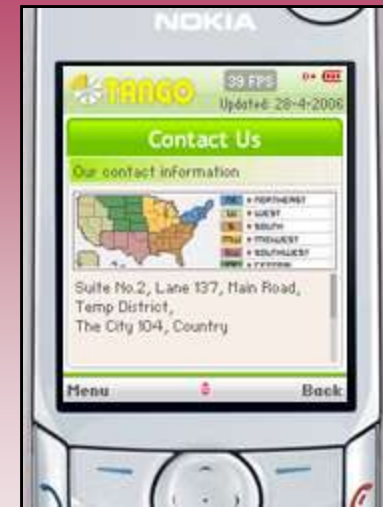 NOKIA
TANGO
39 FPS
Updated: 28-4-2006
Contact Us
Our contact information
NORTHEAST
WEST
SOUTH
MW MIDWEST
SOUTHWEST
Suite No.2, Lane 137, Main Road,
Temp District,
The City 104, Country
Menu
Back